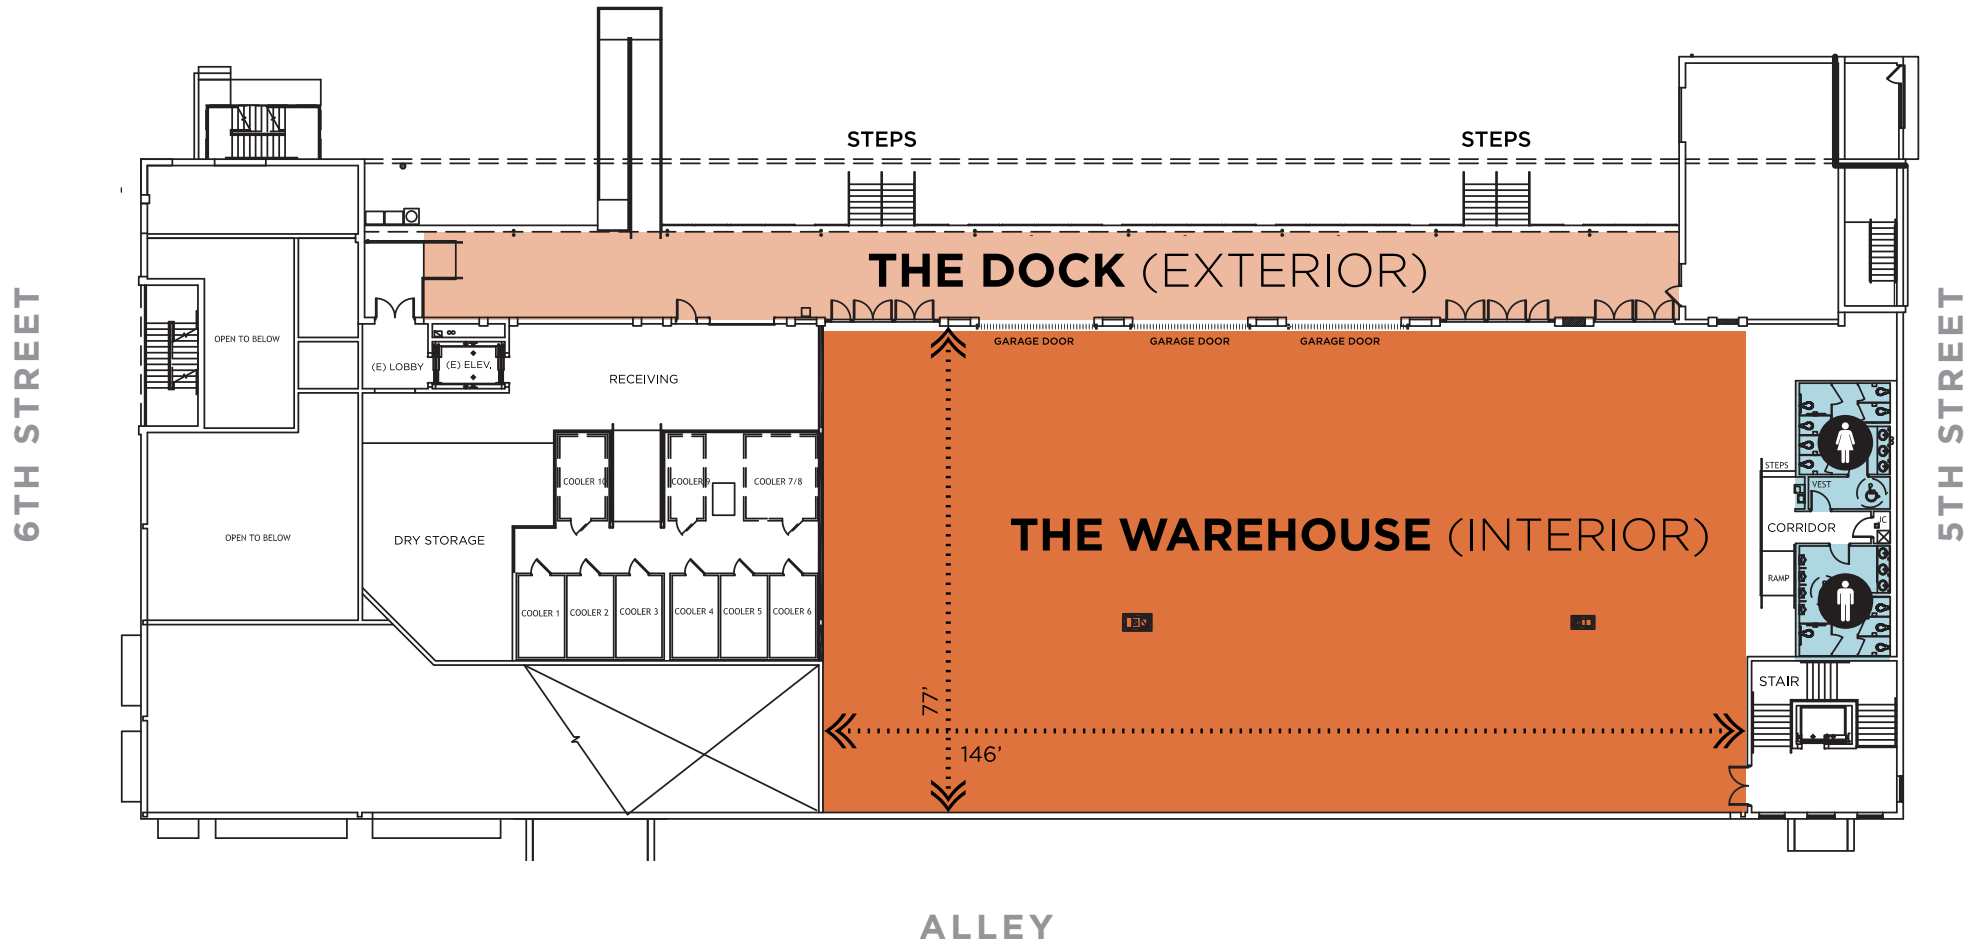 STEPS
STEPS
THE DOCK (EXTERIOR)
6TH STREET
5TH STREET
OPEN TO BELOW
(E) LOBBY
(E) ELEV.
RECEIVING
GARAGE DOOR
GARAGE DOOR
GARAGE DOOR
COOLER 10
COOLER 9
COOLER 7/8
STEPS
VEST
THE WAREHOUSE (INTERIOR)
CORRIDOR
JC
OPEN TO BELOW
DRY STORAGE
RAMP
COOLER 1
COOLER 2
COOLER 3
COOLER 4
COOLER 5
COOLER 6
77'
146'
STAIR
ALLEY